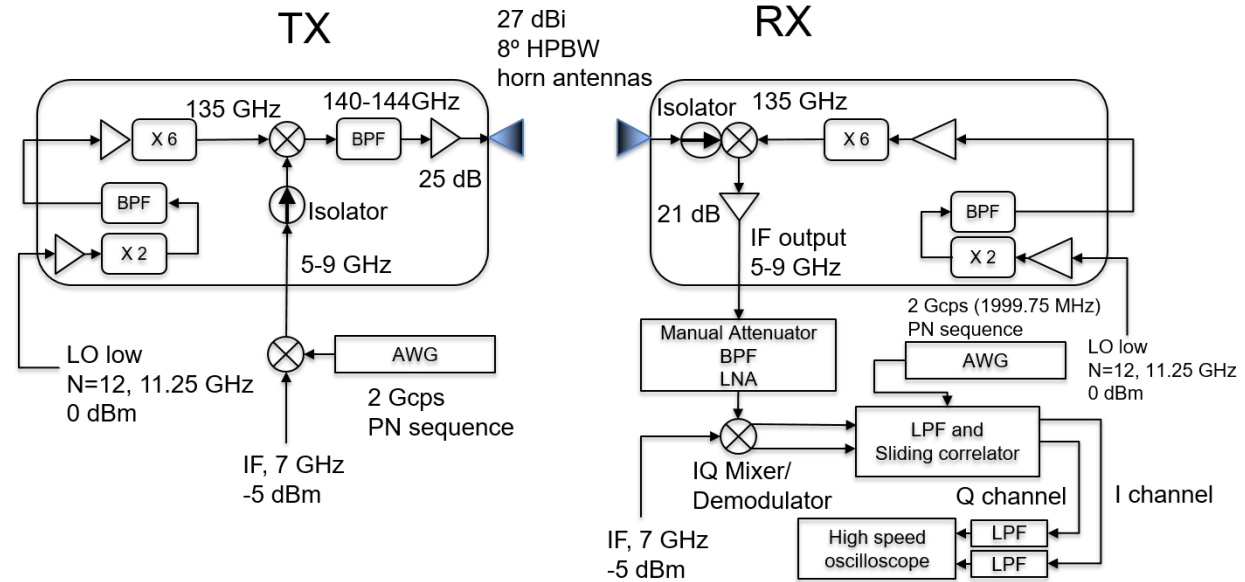 TX
27 dBi
8º HPBW
horn antennas
RX
135 GHz
140-144GHz
X 6
BPF
25 dB
BPF
Isolator
X 2
5-9 GHz
LO low
N=12, 11.25 GHz
0 dBm
AWG
2 Gcps
PN sequence
IF, 7 GHz
-5 dBm
Isolator
135 GHz
X 6
21 dB
BPF
IF output
5-9 GHz
X 2
2 Gcps (1999.75 MHz)
PN sequence
Manual Attenuator
BPF
LNA
AWG
LO low
N=12, 11.25 GHz
0 dBm
LPF and
Sliding correlator
IQ Mixer/
Demodulator
Q channel
I channel
IF, 7 GHz
-5 dBm
High speed
oscilloscope
LPF
LPF